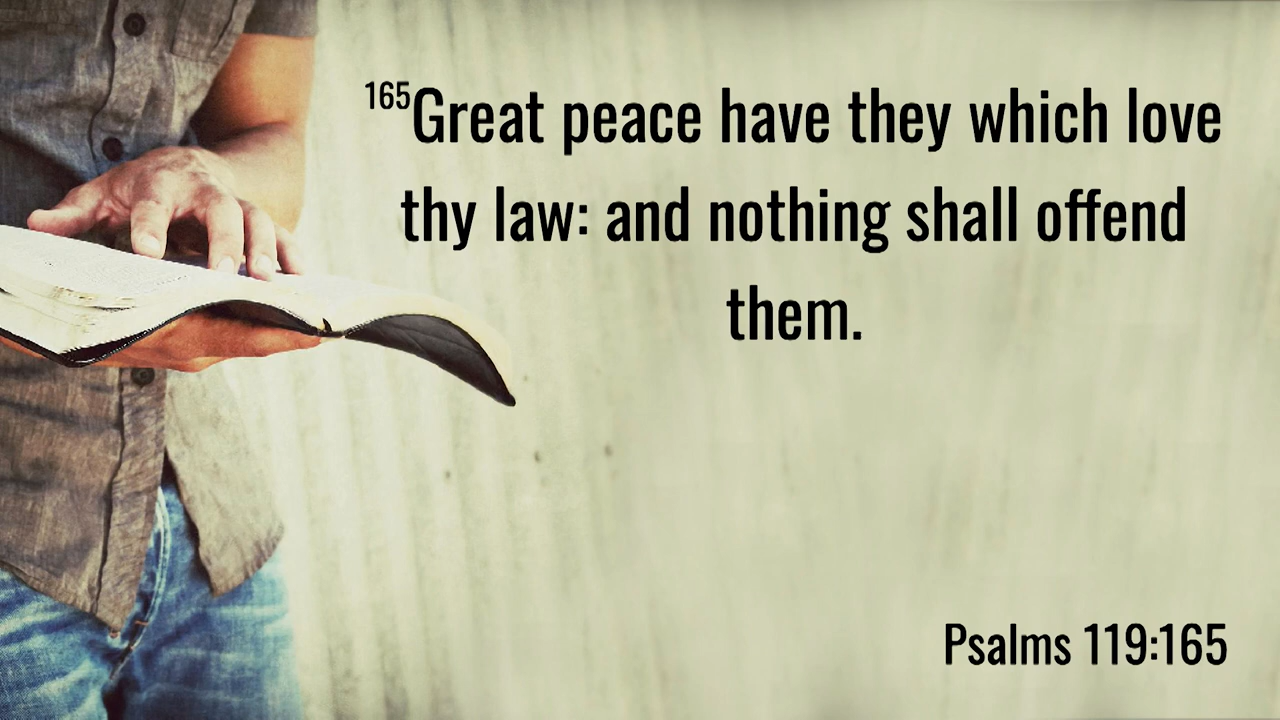 165Great peace have they which love
thy law: and nothing shall offend
them.
Psalms 119:165